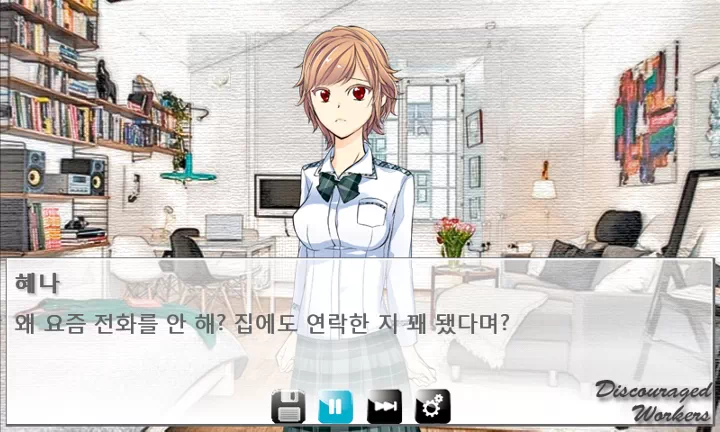 혜나
왜 요즘 전화를 안 해? 집에도 연락한 지 꽤 됐다며?
Discouraged
Workers